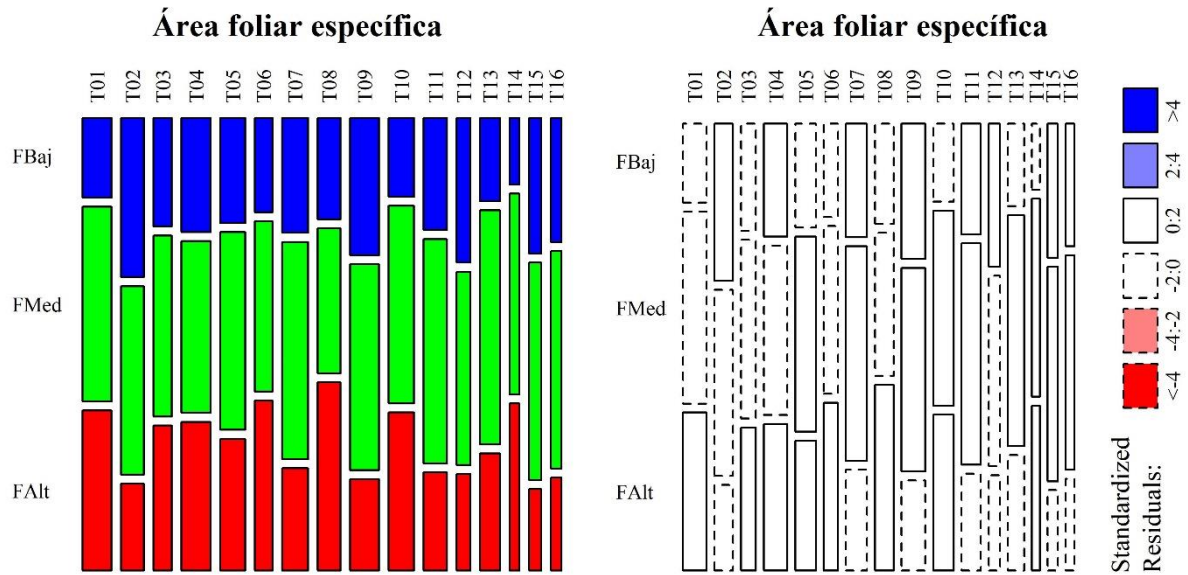 Área foliar específica
T01 T02 T03 T04 T05 T06 T07 T08 T09 T10 T11 T12 T13 T14 T15 T16
FBaj
FMed
FAlt
Área foliar específica
T01 T02 T03 T04 T05 T06 T07 T08 T09 T10 T11 T12 T13 T14 T15 T16
FBaj
FMed
FAlt
Standardized
Residuals:
<-4
-4:-2
-2:0
0:2
2:4
>4